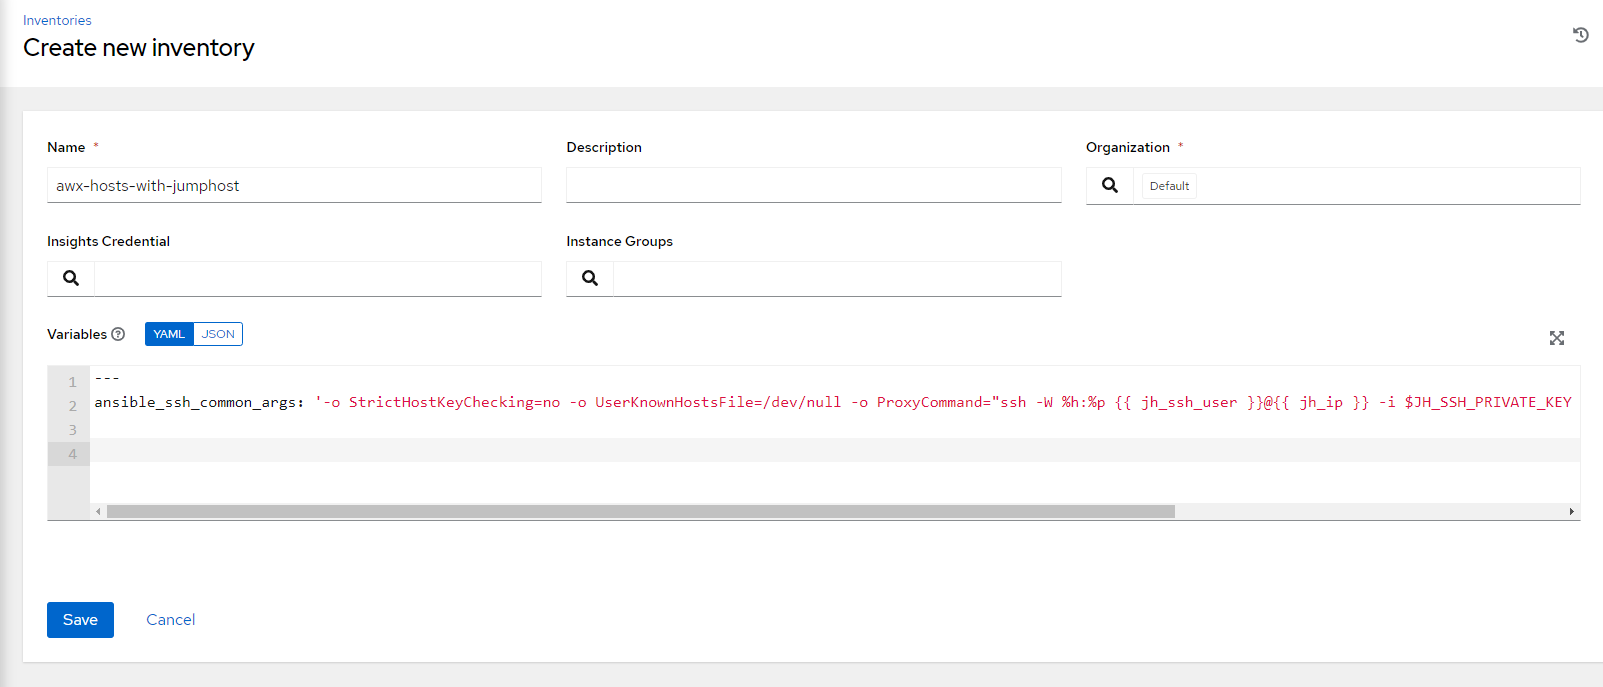 Inventories
Create new inventory
Name *
Description
Organization *
awx-hosts-with-jumphost
Default
Insights Credential
Instance Groups
Variables
YAML
JSON
1 ---
2 ansible_ssh_common_args: '-o StrictHostKeyChecking=no -o UserKnownHostsFile=/dev/null -o ProxyCommand="ssh -W %h:%p {{ jh_ssh_user }}@{{ jh_ip }} -i $JH_SSH_PRIVATE_KEY
3
4
Save
Cancel